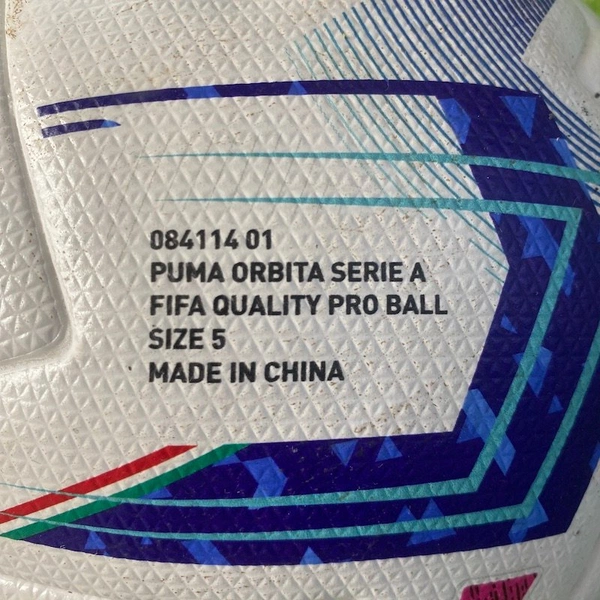 084114 01
PUMA ORBITA SERIE A
FIFA QUALITY PRO BALL
SIZE 5
MADE IN CHINA